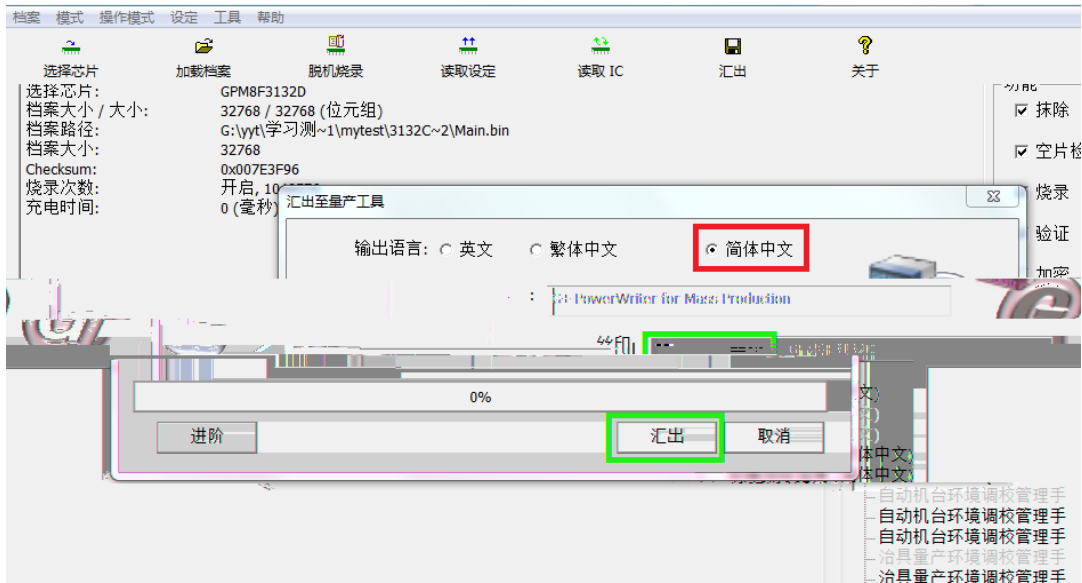 档案 模式 操作模式 设定 工具 帮助
选择芯片 加载档案 脱机烧录 读取设定 读取 IC 汇出 关于
选择芯片: GPM8F3132D
档案大小 / 大小: 32768 / 32768 (位元组)
档案路径: G:\yyt\学习测~1\mytest\3132C~2\Main.bin
档案大小: 32768
Checksum: 0x007E3F96
烧录次数: 开启,
充电时间: 0 (毫秒)
功能
抹除
空片检
烧录
验证
加密
汇出至量产工具
输出语言: 英文 繁体中文 简体中文
PowerWriter for Mass Production
丝印
0%
进阶 汇出 取消
文)
体中文)
体中文)
自动机台环境调校管理手
自动机台环境调校管理手
自动机台环境调校管理手
治具量产环境调校管理手
治具量产环境调校管理手